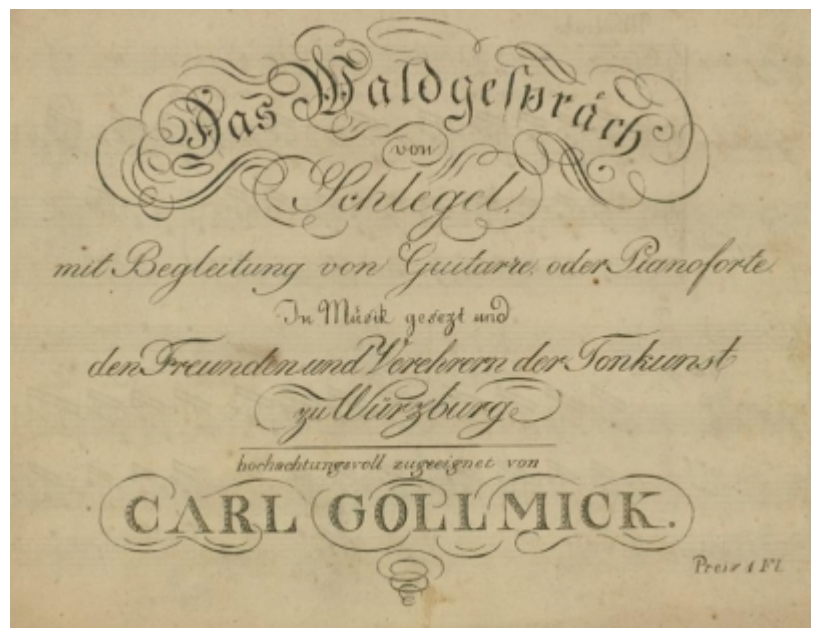 Das Waldgespräch
von
Schlegel.
mit Begleitung von Guitarre oder Pianoforte
In Músik gesezt und
den Freunden und Verehrern der Tonkunst
zu Würzburg
hochachtungsvoll zugeeignet von
CARL GOLLMICK.
Preis 1 Fl